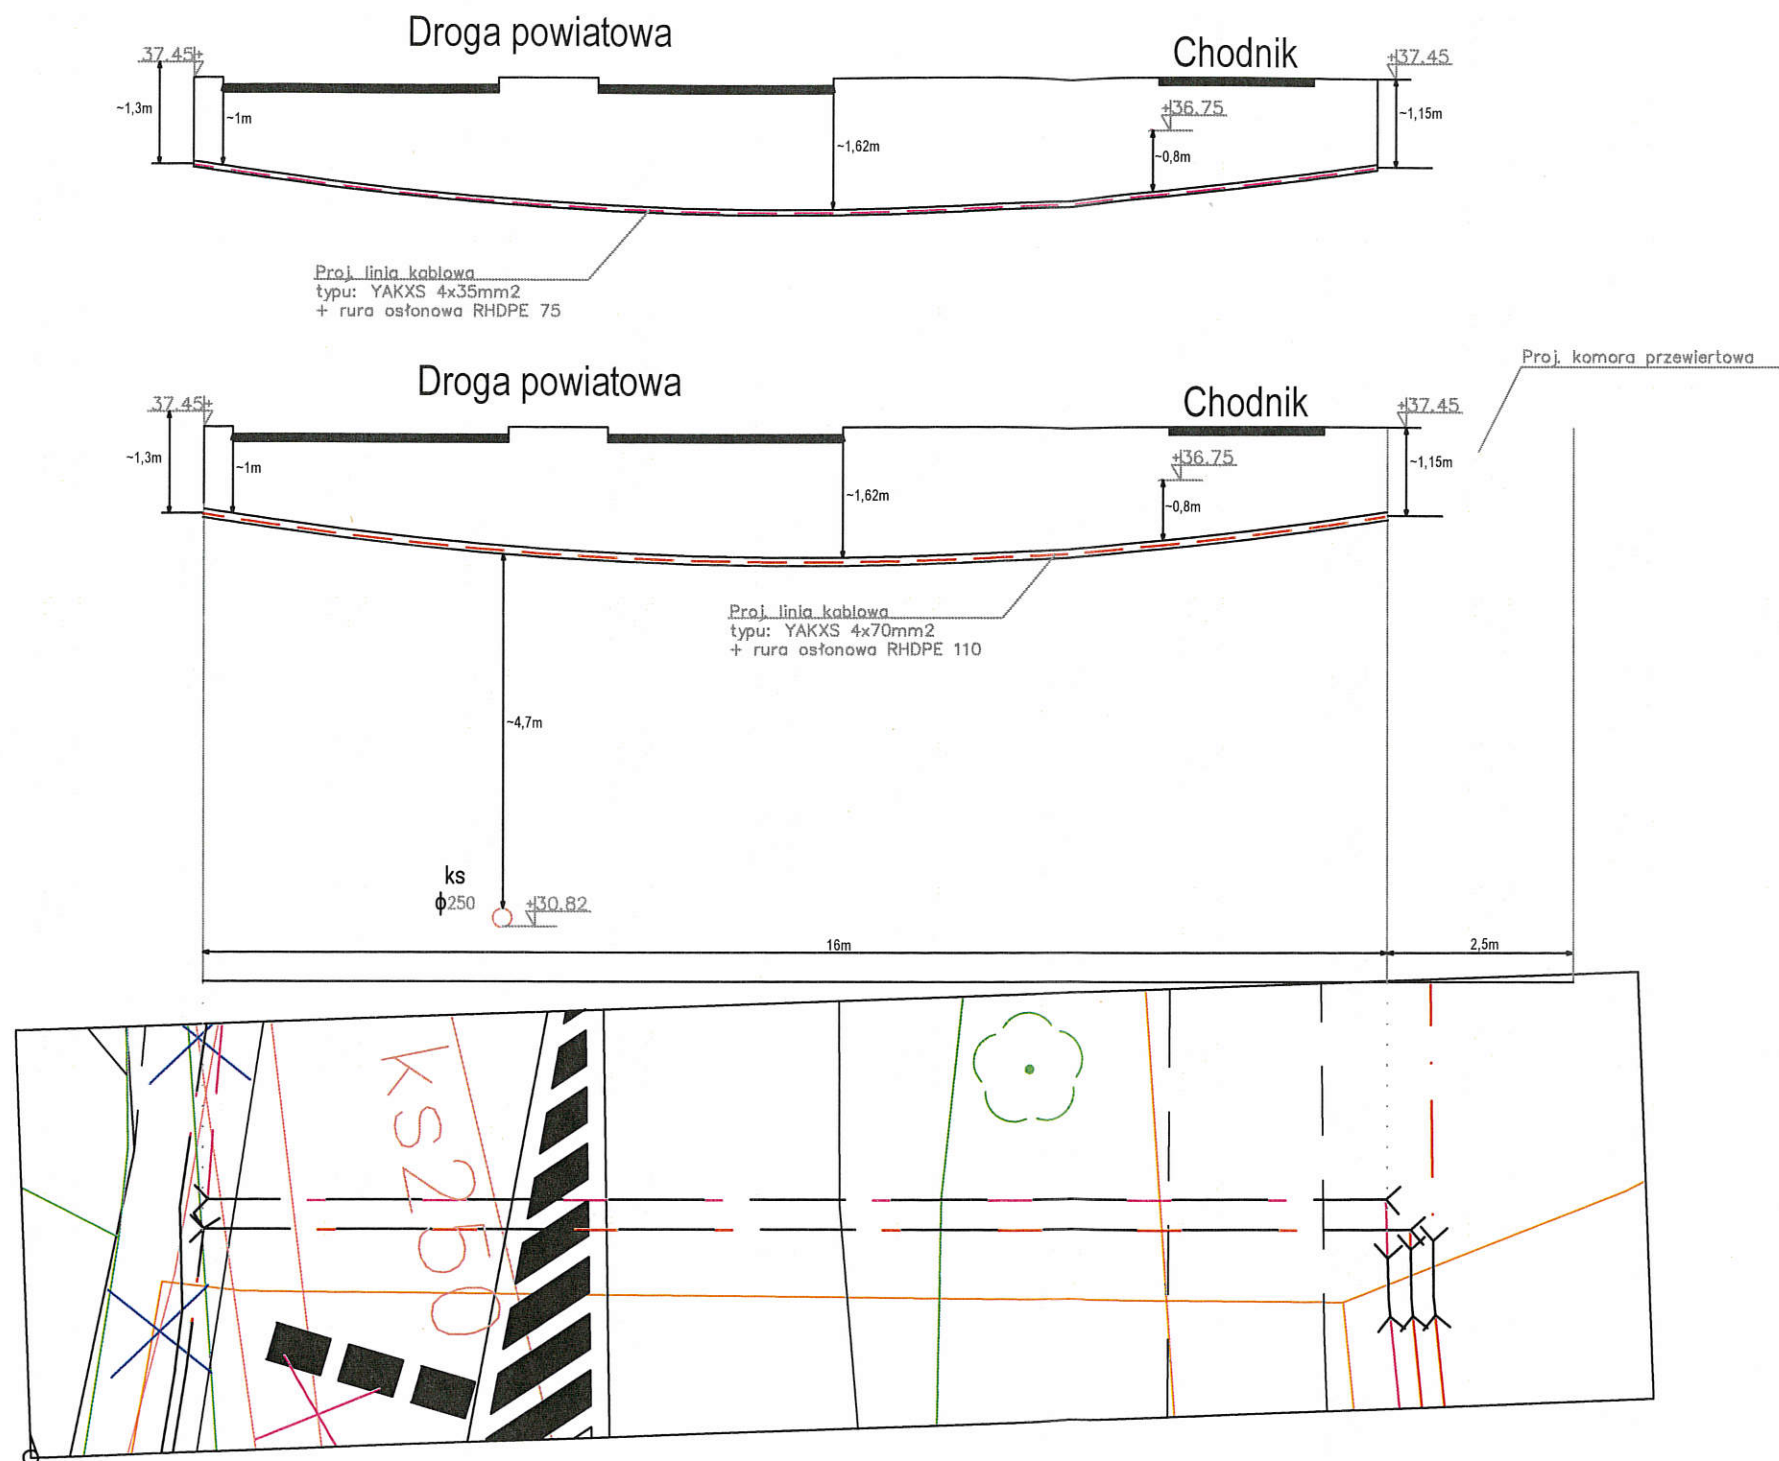 Droga powiatowa
Chodnik
37.45
37.45
~1,3m
~1m
~1,62m
36.75
~0,8m
~1,15m
Proj. linia kablowa
typu: YAKXS 4x35mm2
+ rura osłonowa RHDPE 75
Proj. komora przewiertowa
Droga powiatowa
Chodnik
37.45
37.45
~1,3m
~1m
~1,62m
36.75
~0,8m
~1,15m
Proj. linia kablowa
typu: YAKXS 4x70mm2
+ rura osłonowa RHDPE 110
~4,7m
ks
ϕ250
30.82
16m
2,5m
ks250